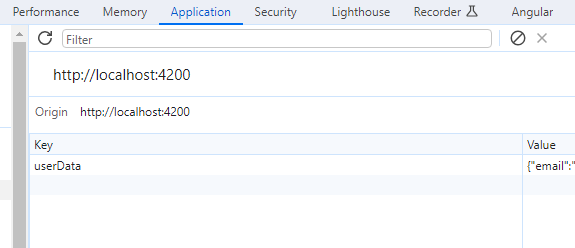 Performance Memory Application Security Lighthouse Recorder Angular
Filter
http://localhost:4200
Origin http://localhost:4200
Key Value
userData {"email":"